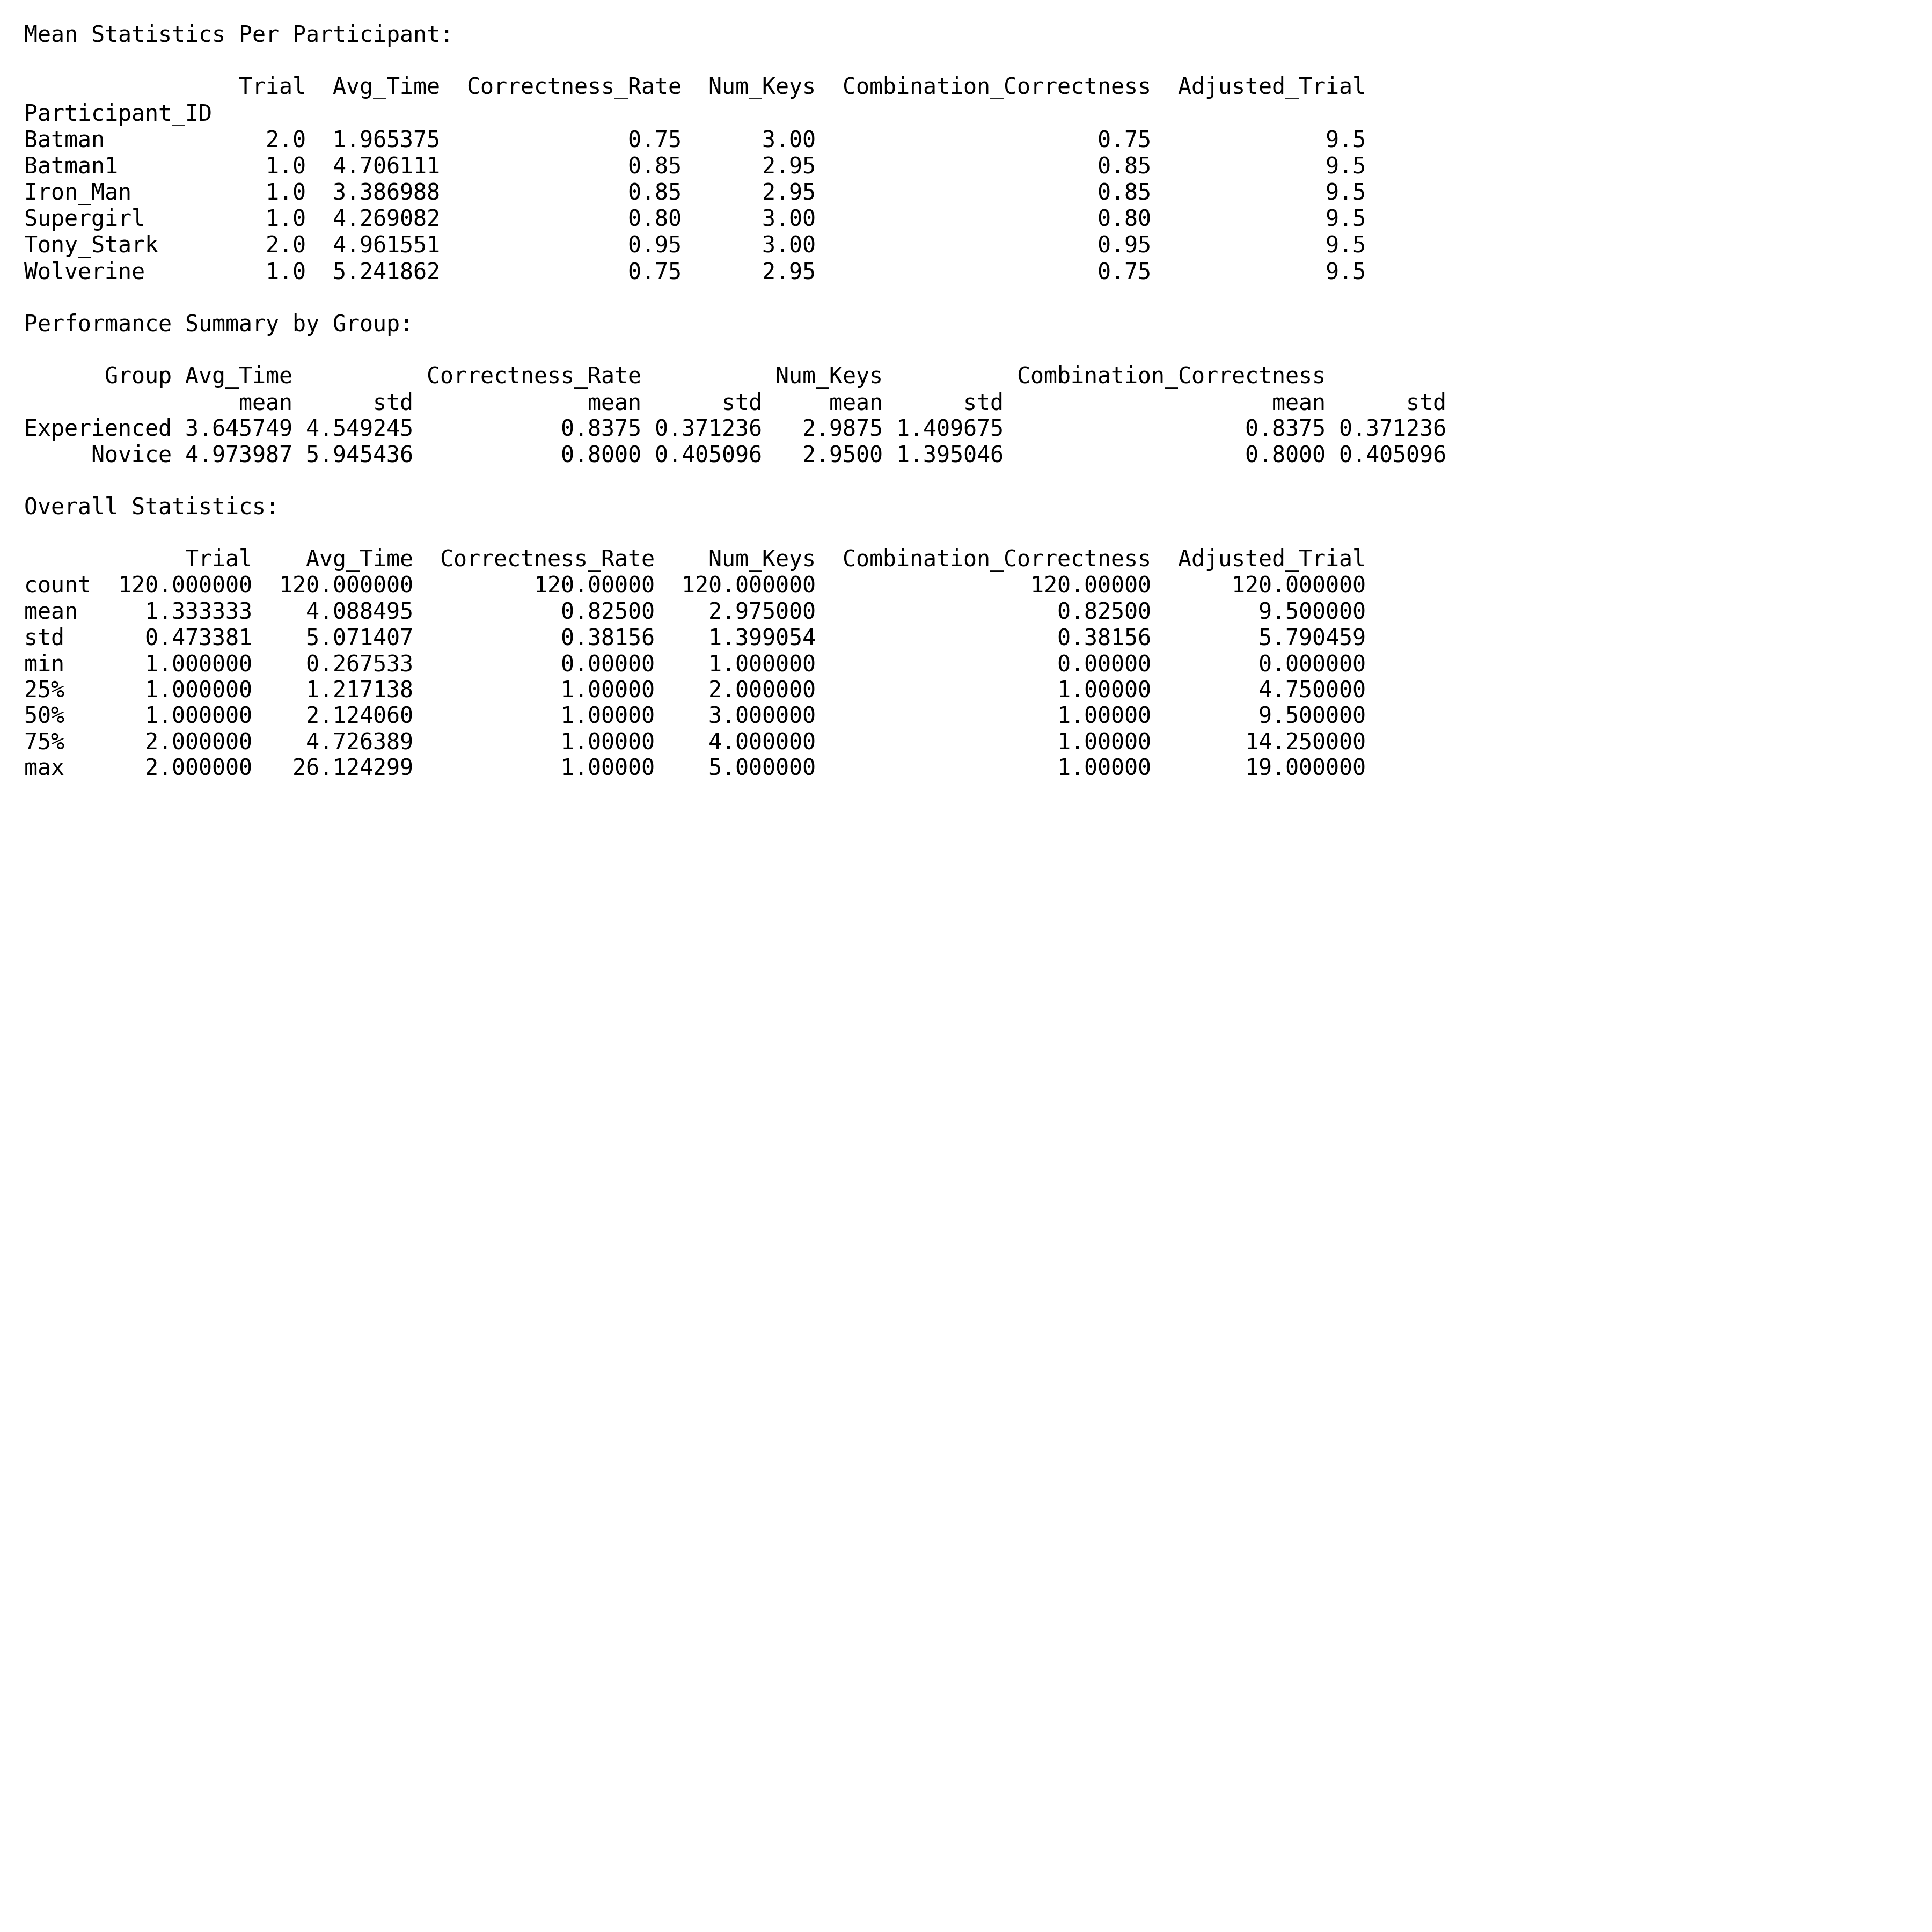 Mean Statistics Per Participant:
Trial  Avg_Time  Correctness_Rate  Num_Keys  Combination_Correctness  Adjusted_Trial
Participant_ID
Batman 2.0 1.965375 0.75 3.00 0.75 9.5
Batman1 1.0 4.706111 0.85 2.95 0.85 9.5
Iron_Man 1.0 3.386988 0.85 2.95 0.85 9.5
Supergirl 1.0 4.269082 0.80 3.00 0.80 9.5
Tony_Stark 2.0 4.961551 0.95 3.00 0.95 9.5
Wolverine 1.0 5.241862 0.75 2.95 0.75 9.5
Performance Summary by Group:
Group Avg_Time Correctness_Rate Num_Keys Combination_Correctness
mean std mean std mean std mean std
Experienced 3.645749 4.549245 0.8375 0.371236 2.9875 1.409675 0.8375 0.371236
Novice 4.973987 5.945436 0.8000 0.405096 2.9500 1.395046 0.8000 0.405096
Overall Statistics:
Trial Avg_Time Correctness_Rate Num_Keys Combination_Correctness Adjusted_Trial
count 120.000000 120.000000 120.00000 120.000000 120.00000 120.000000
mean 1.333333 4.088495 0.82500 2.975000 0.82500 9.500000
std 0.473381 5.071407 0.38156 1.399054 0.38156 5.790459
min 1.000000 0.267533 0.00000 1.000000 0.00000 0.000000
25% 1.000000 1.217138 1.00000 2.000000 1.00000 4.750000
50% 1.000000 2.124060 1.00000 3.000000 1.00000 9.500000
75% 2.000000 4.726389 1.00000 4.000000 1.00000 14.250000
max 2.000000 26.124299 1.00000 5.000000 1.00000 19.000000